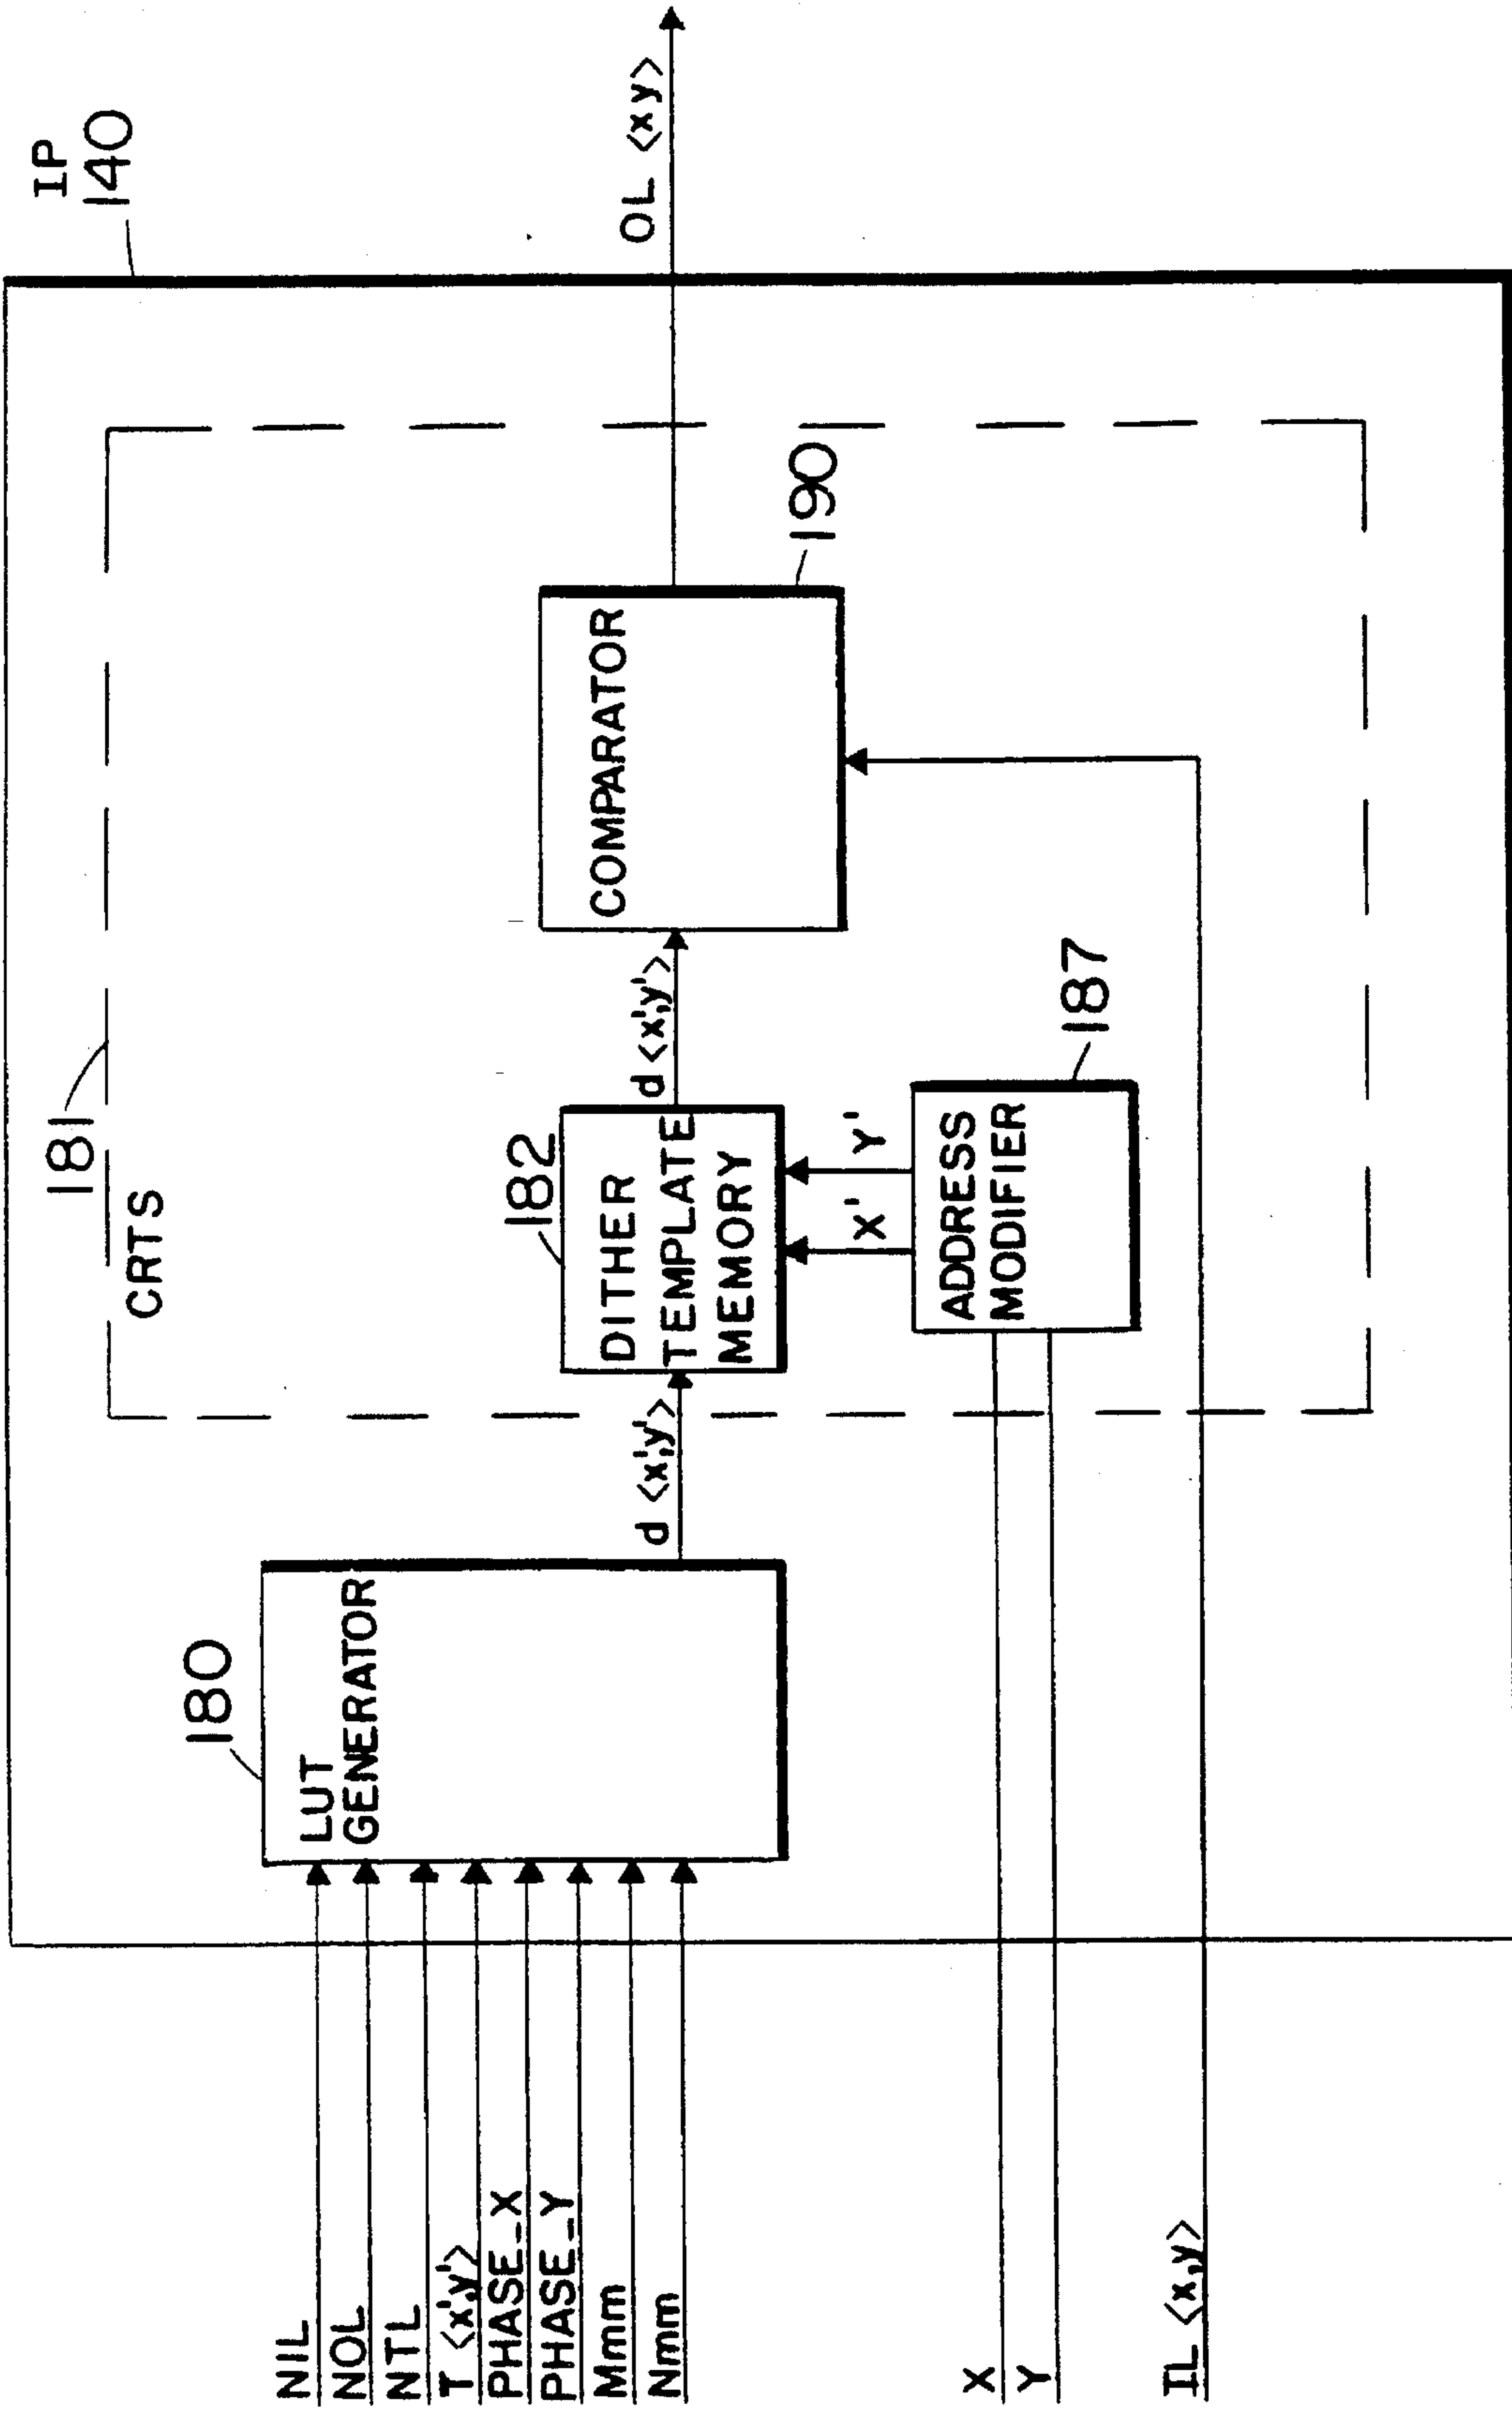 IP
140
181
CRTS
180
LUT
GENERATOR
NIL
NOL
NTL
T <x',y'>
PHASE_X
PHASE_Y
Mmm
Nmm
d <x',y'>
182
DITHER
TEMPLATE
MEMORY
d <x',y'>
COMPARATOR
190
OL <xy>
X' Y'
ADDRESS
MODIFIER
187
X
Y
IL <x,y>